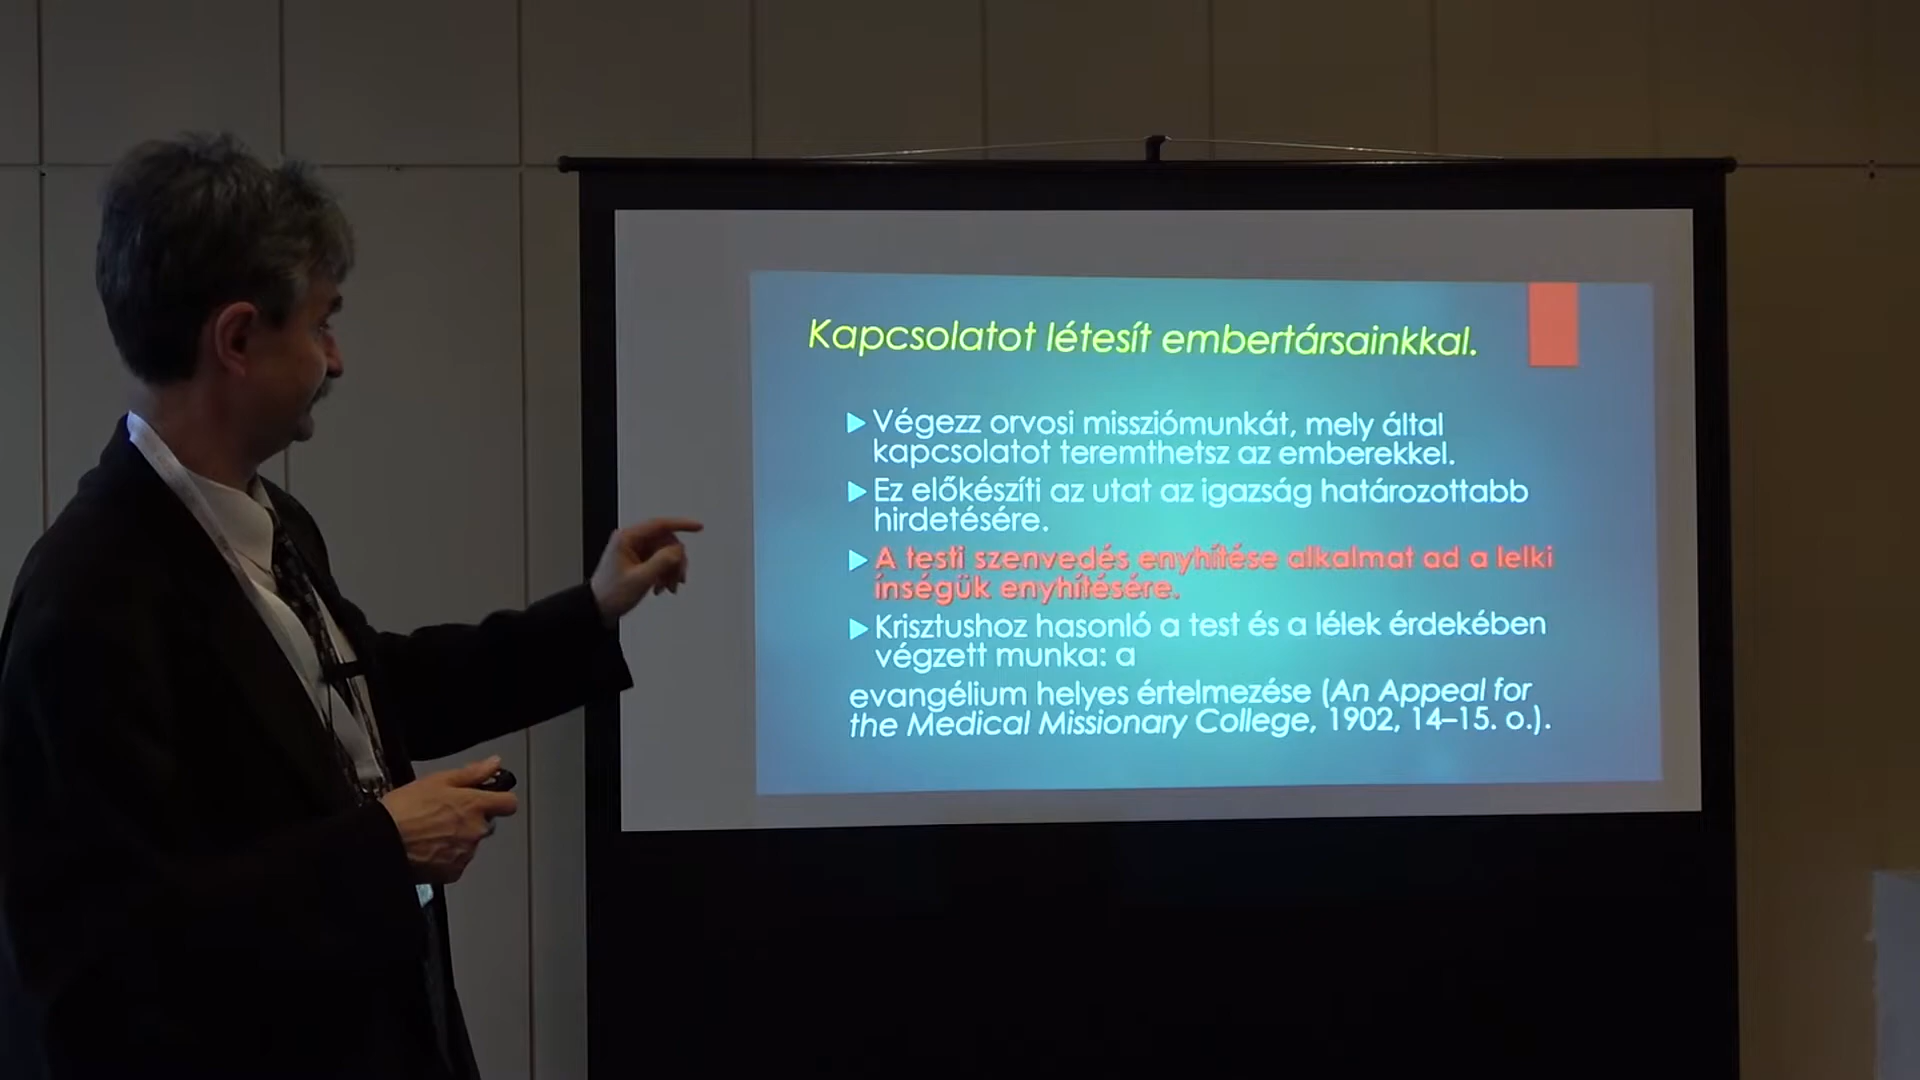 Kapcsolatot létesít embertársainkkal.
Végezz orvosi missziómunkát, mely által
kapcsolatot teremthetsz az emberekkel.
Ez előkészíti az utat az igazság határozottabb
hirdetésére.
A testi szenvedés enyhítése alkalmat ad a lelki
ínségük enyhítésére.
Krisztushoz hasonló a test és a lélek érdekében
végzett munka: a
evangélium helyes értelmezése (An Appeal for
the Medical Missionary College, 1902, 14–15. o.).